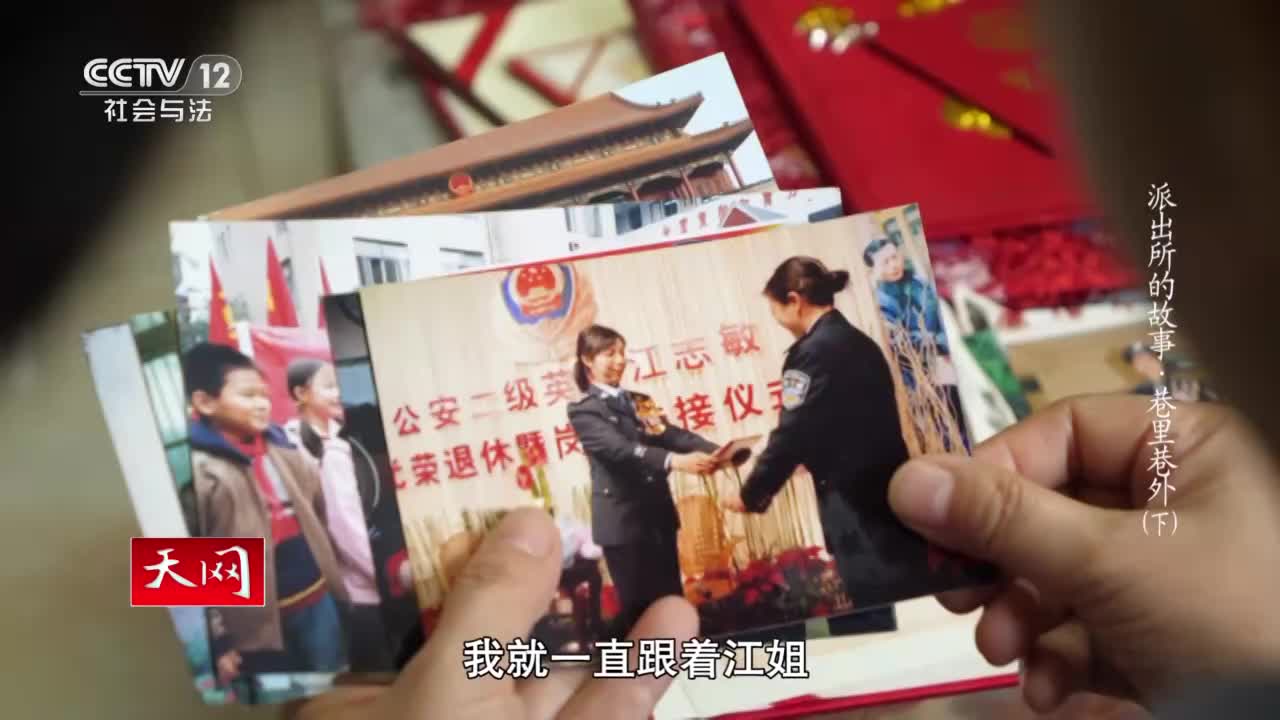 CCTV 12
社会与法
派出所的故事·巷里巷外(下)
公安二级英 江志敏
光荣退休暨岗 接仪式
天网
我就一直跟着江姐